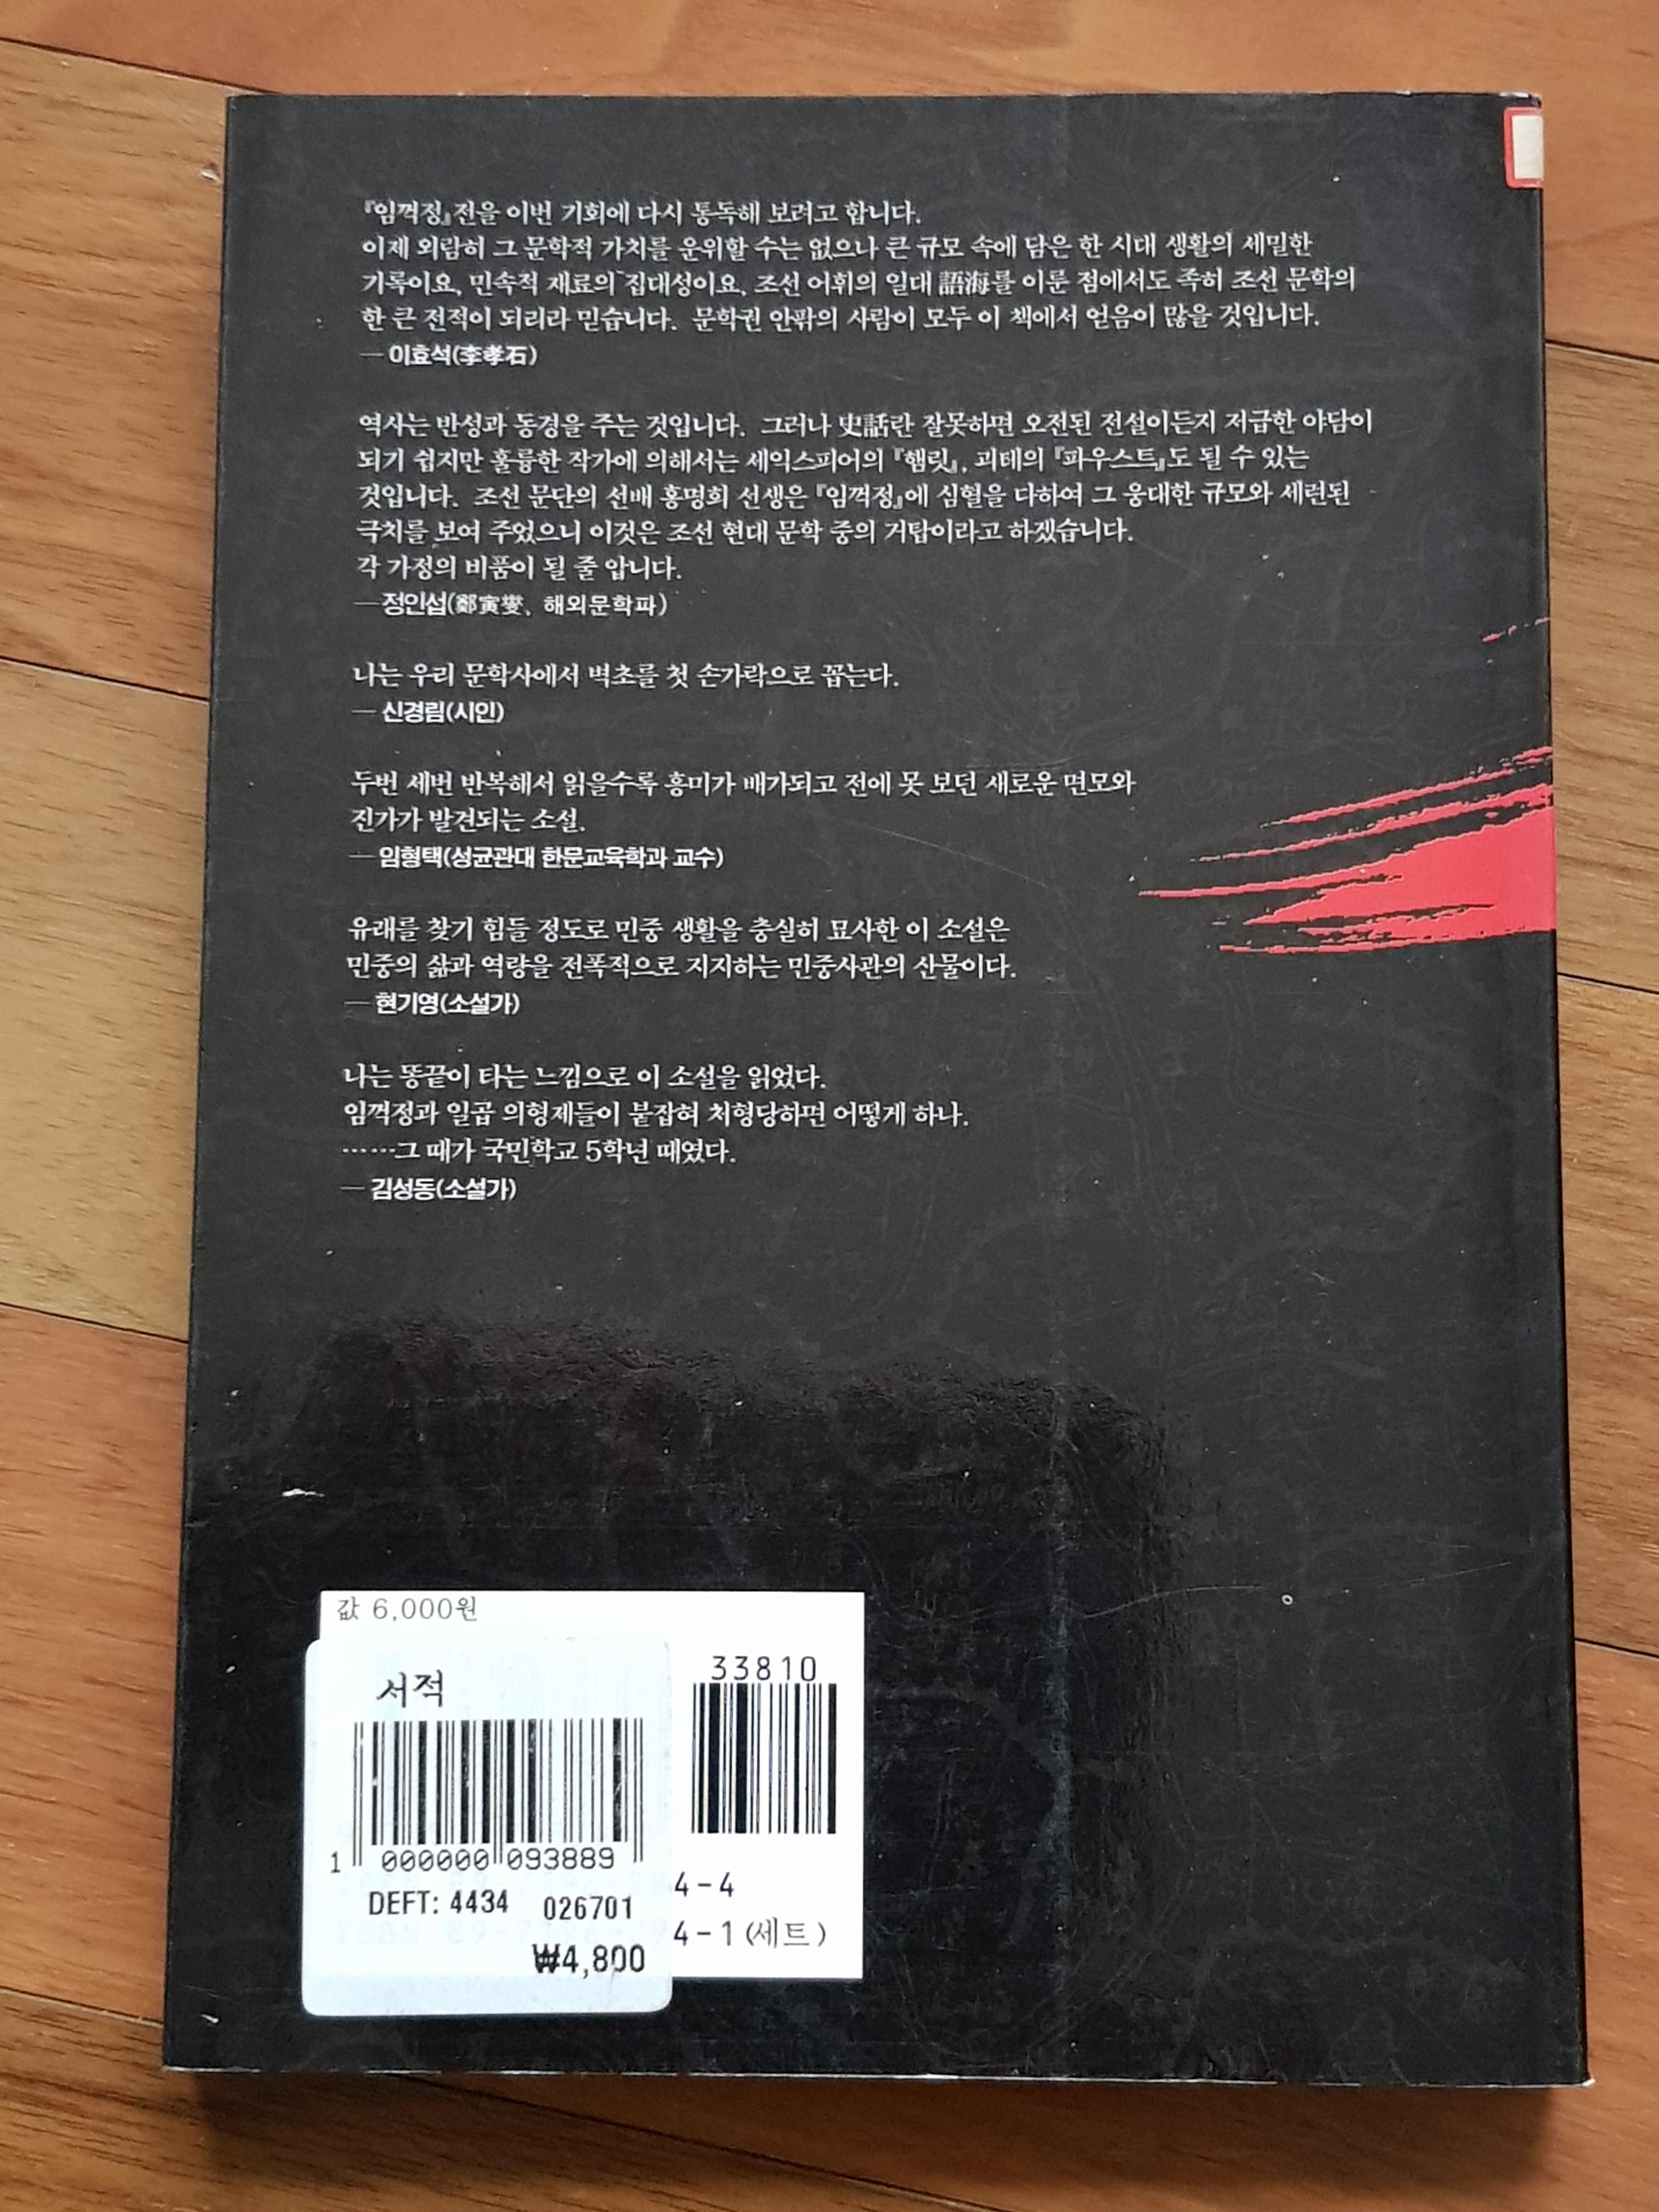 『임꺽정』전을 이번 기회에 다시 통독해 보려고 합니다.
이제 외람히 그 문학적 가치를 운위할 수는 없으나 큰 규모 속에 담은 한 시대 생활의 세밀한
기록이요, 민속적 재료의 집대성이요, 조선 어휘의 일대 語海를 이룬 점에서도 족히 조선 문학의
한 큰 전적이 되리라 믿습니다. 문학권 안팎의 사람이 모두 이 책에서 얻음이 많을 것입니다.
— 이효석(李孝石)
역사는 반성과 동경을 주는 것입니다. 그러나 史話란 잘못하면 오전된 전설이든지 저급한 야담이
되기 쉽지만 훌륭한 작가에 의해서는 세익스피어의 『햄릿』, 괴테의 『파우스트』도 될 수 있는
것입니다. 조선 문단의 선배 홍명희 선생은 『임꺽정』에 심혈을 다하여 그 웅대한 규모와 세련된
극치를 보여 주었으니 이것은 조선 현대 문학 중의 거탑이라고 하겠습니다.
각 가정의 비품이 될 줄 압니다.
— 정인섭(鄭寅燮, 해외문학파)
나는 우리 문학사에서 벽초를 첫 손가락으로 꼽는다.
— 신경림(시인)
두번 세번 반복해서 읽을수록 흥미가 배가되고 전에 못 보던 새로운 면모와
진가가 발견되는 소설.
— 임형택(성균관대 한문교육학과 교수)
유래를 찾기 힘들 정도로 민중 생활을 충실히 묘사한 이 소설은
민중의 삶과 역량을 전폭적으로 지지하는 민중사관의 산물이다.
— 현기영(소설가)
나는 똥끝이 타는 느낌으로 이 소설을 읽었다.
임꺽정과 일곱 의형제들이 붙잡혀 처형당하면 어떻게 하나.
……그 때가 국민학교 5학년 때였다.
— 김성동(소설가)
값 6,000원
서적
33810
1 000000 093889
DEFT: 4434 026701
₩4,800
4-4
4-1 (세트)